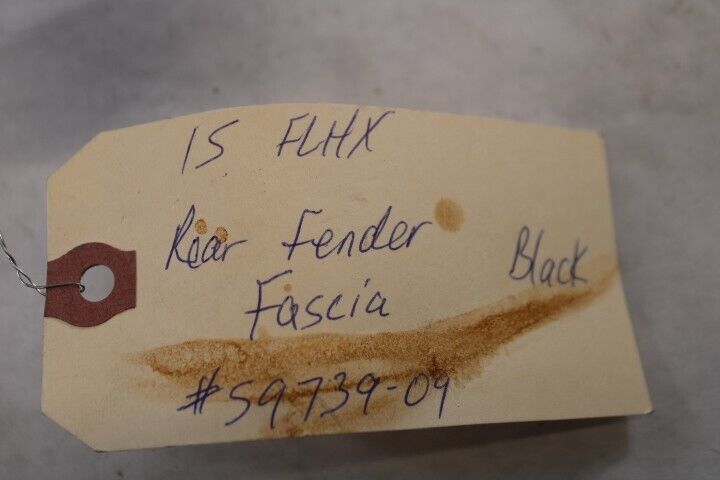 15 FLHX
Rear Fender
Fascia
Black
#59739-09